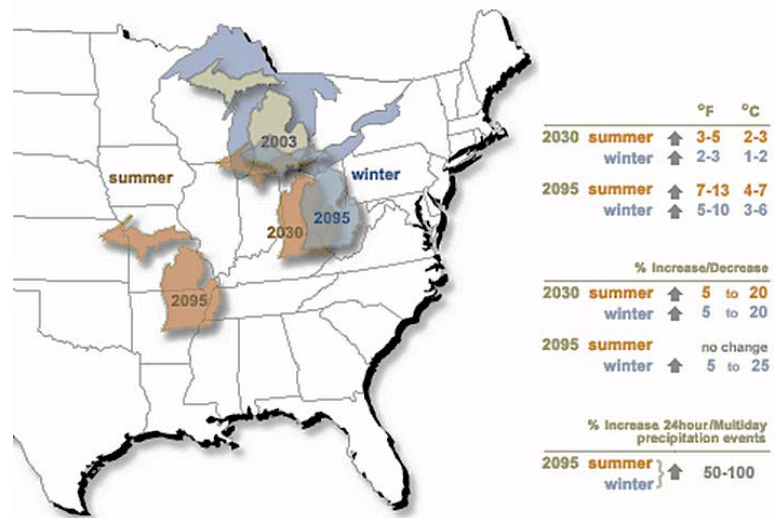 2003
summer
winter
2095
2030
2095
°F °C
2030 summer 3-5 2-3
winter 2-3 1-2
2095 summer 7-13 4-7
winter 5-10 3-6
% Increase/Decrease
2030 summer 5 to 20
winter 5 to 20
2095 summer no change
winter 5 to 25
% Increase 24hour/Multiday
precipitation events
2095 summer
winter 50-100